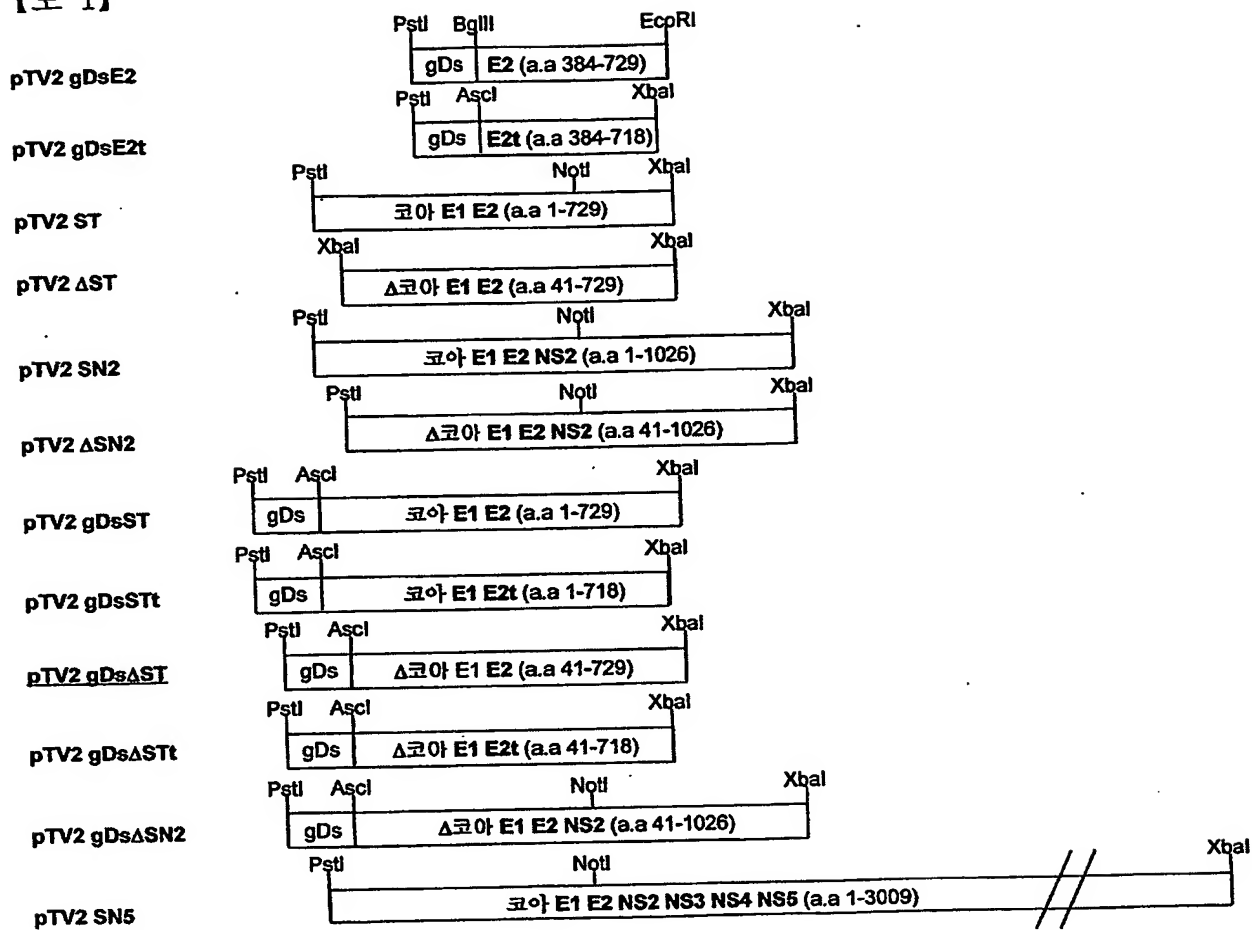 【도 1】
PstI BglII EcoRI
pTV2 gDsE2 gDs E2 (a.a 384-729)
PstI AscI XbaI
pTV2 gDsE2t gDs E2t (a.a 384-718)
PstI NotI XbaI
pTV2 ST 코아 E1 E2 (a.a 1-729)
XbaI XbaI
pTV2 ΔST Δ코아 E1 E2 (a.a 41-729)
PstI NotI XbaI
pTV2 SN2 코아 E1 E2 NS2 (a.a 1-1026)
PstI NotI XbaI
pTV2 ΔSN2 Δ코아 E1 E2 NS2 (a.a 41-1026)
PstI AscI XbaI
pTV2 gDsST gDs 코아 E1 E2 (a.a 1-729)
PstI AscI XbaI
pTV2 gDsSTt gDs 코아 E1 E2t (a.a 1-718)
PstI AscI XbaI
pTV2 gDsΔST gDs Δ코아 E1 E2 (a.a 41-729)
PstI AscI XbaI
pTV2 gDsΔSTt gDs Δ코아 E1 E2t (a.a 41-718)
PstI AscI NotI XbaI
pTV2 gDsΔSN2 gDs Δ코아 E1 E2 NS2 (a.a 41-1026)
PstI NotI XbaI
pTV2 SN5 코아 E1 E2 NS2 NS3 NS4 NS5 (a.a 1-3009)